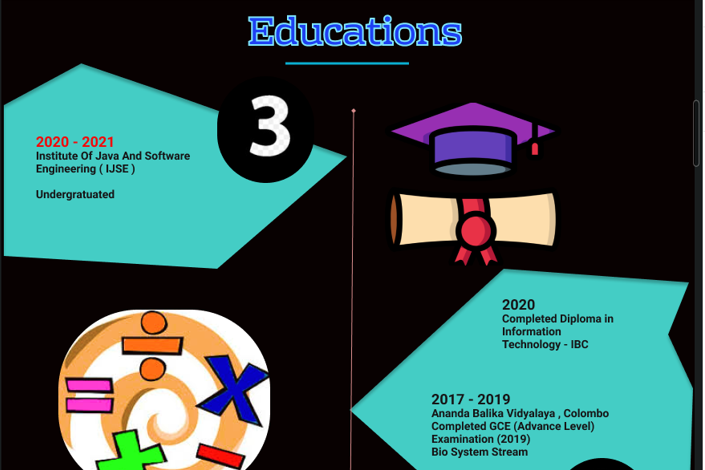 Educations
3
2020 - 2021
Institute Of Java And Software
Engineering ( IJSE )
Undergratuated
2020
Completed Diploma in
Information
Technology - IBC
2017 - 2019
Ananda Balika Vidyalaya , Colombo
Completed GCE (Advance Level)
Examination (2019)
Bio System Stream